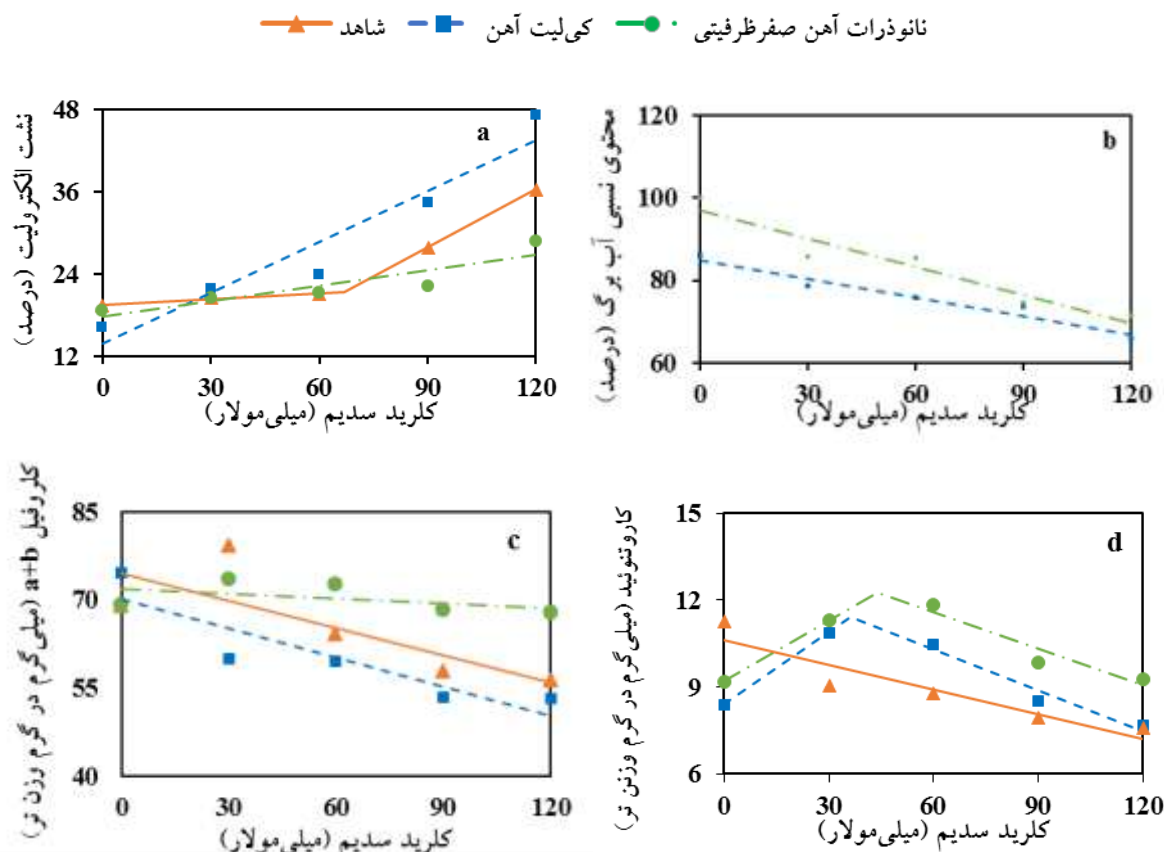 شاهد کی‌لیت آهن نانوذرات آهن صفرظرفیتی
نشت الکترولیت (درصد)
48
36
24
12
a
0 30 60 90 120
کلرید سدیم (میلی‌مولار)
محتوی نسبی آب برگ (درصد)
120
100
80
60
b
0 30 60 90 120
کلرید سدیم (میلی‌مولار)
کلروفیل a+b (میلی‌گرم در گرم وزن تر)
85
70
55
40
c
0 30 60 90 120
کلرید سدیم (میلی‌مولار)
کاروتنوئید (میلی‌گرم در گرم وزنن تر)
15
12
9
6
d
0 30 60 90 120
کلرید سدیم (میلی‌مولار)